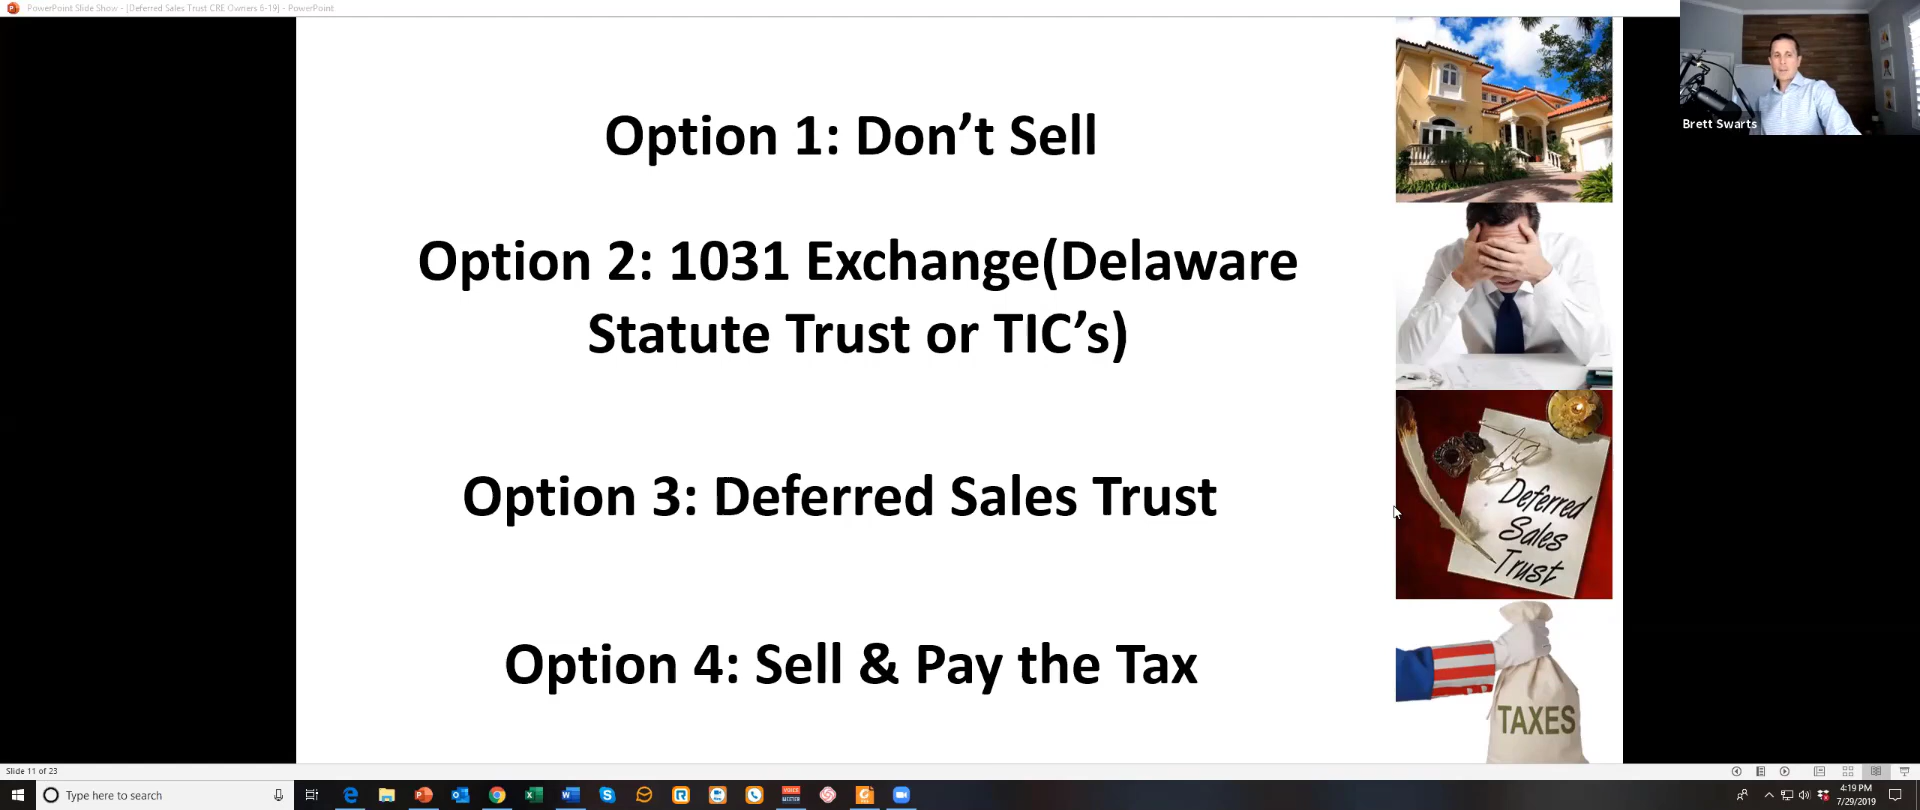 PowerPoint Slide Show - [Deferred Sales Trust CRE Owners 6-19] - PowerPoint
Brett Swarts
Option 1: Don’t Sell
Option 2: 1031 Exchange(Delaware
Statute Trust or TIC’s)
Option 3: Deferred Sales Trust
Deferred
Sales
Trust
Option 4: Sell & Pay the Tax
TAXES
Slide 11 of 23
Type here to search
4:19 PM
7/29/2019